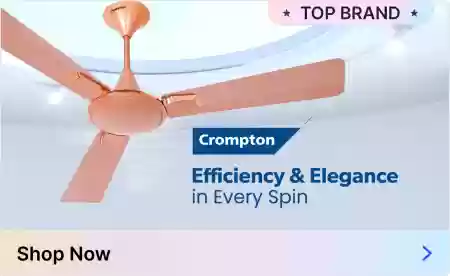 ★ TOP BRAND ★
Crompton
Efficiency & Elegance
in Every Spin
Shop Now